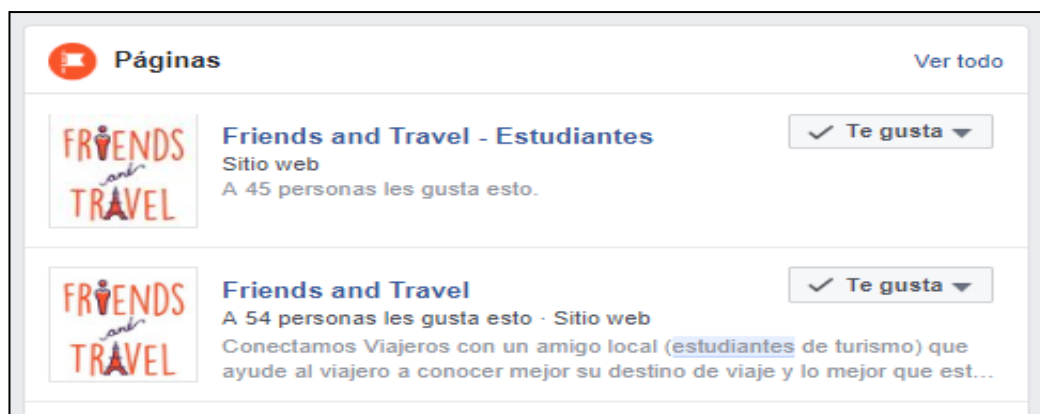 Páginas
Ver todo
FRIENDS
and
TRAVEL
Friends and Travel - Estudiantes
Te gusta
Sitio web
A 45 personas les gusta esto.
FRIENDS
and
TRAVEL
Friends and Travel
Te gusta
A 54 personas les gusta esto · Sitio web
Conectamos Viajeros con un amigo local (estudiantes de turismo) que
ayude al viajero a conocer mejor su destino de viaje y lo mejor que est...